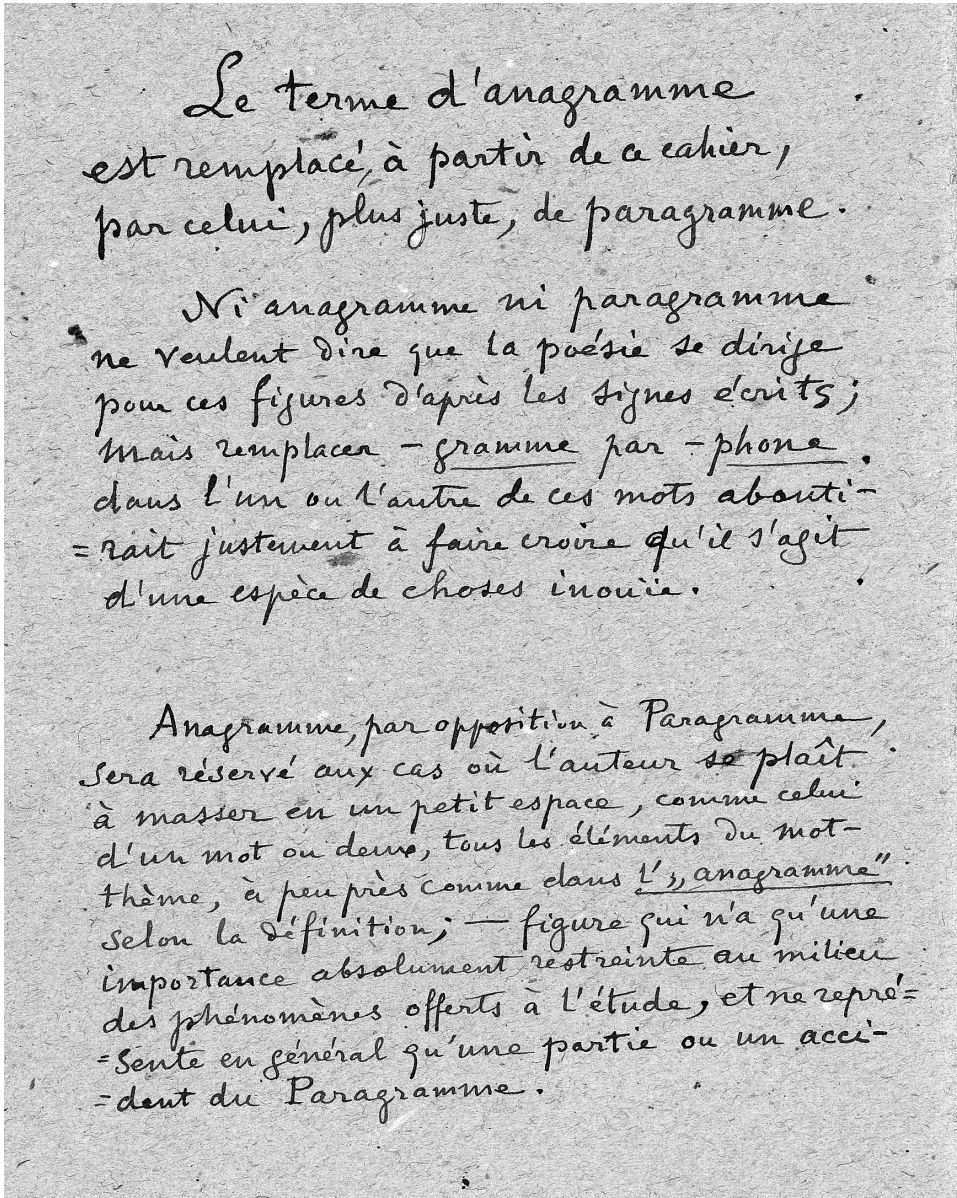 Le terme d'anagramme
est remplacé, à partir de ce cahier,
par celui, plus juste, de paragramme.
Ni anagramme ni paragramme
ne veulent dire que la poésie se dirige
pour ces figures d'après les signes écrits;
mais remplacer -gramme par -phone
dans l'un ou l'autre de ces mots abouti-
=rait justement à faire croire qu'il s'agit
d'une espèce de choses inouïe.
Anagramme, par opposition à Paragramme,
sera réservé aux cas où l'auteur se plaît
à masser en un petit espace, comme celui
d'un mot ou deux, tous les éléments du mot-
thème, à peu près comme dans l'„anagramme"
selon la définition; — figure qui n'a qu'une
importance absolument restreinte au milieu
des phénomènes offerts à l'étude, et ne repré=
=sente en général qu'une partie ou un acci-
-dent du Paragramme.